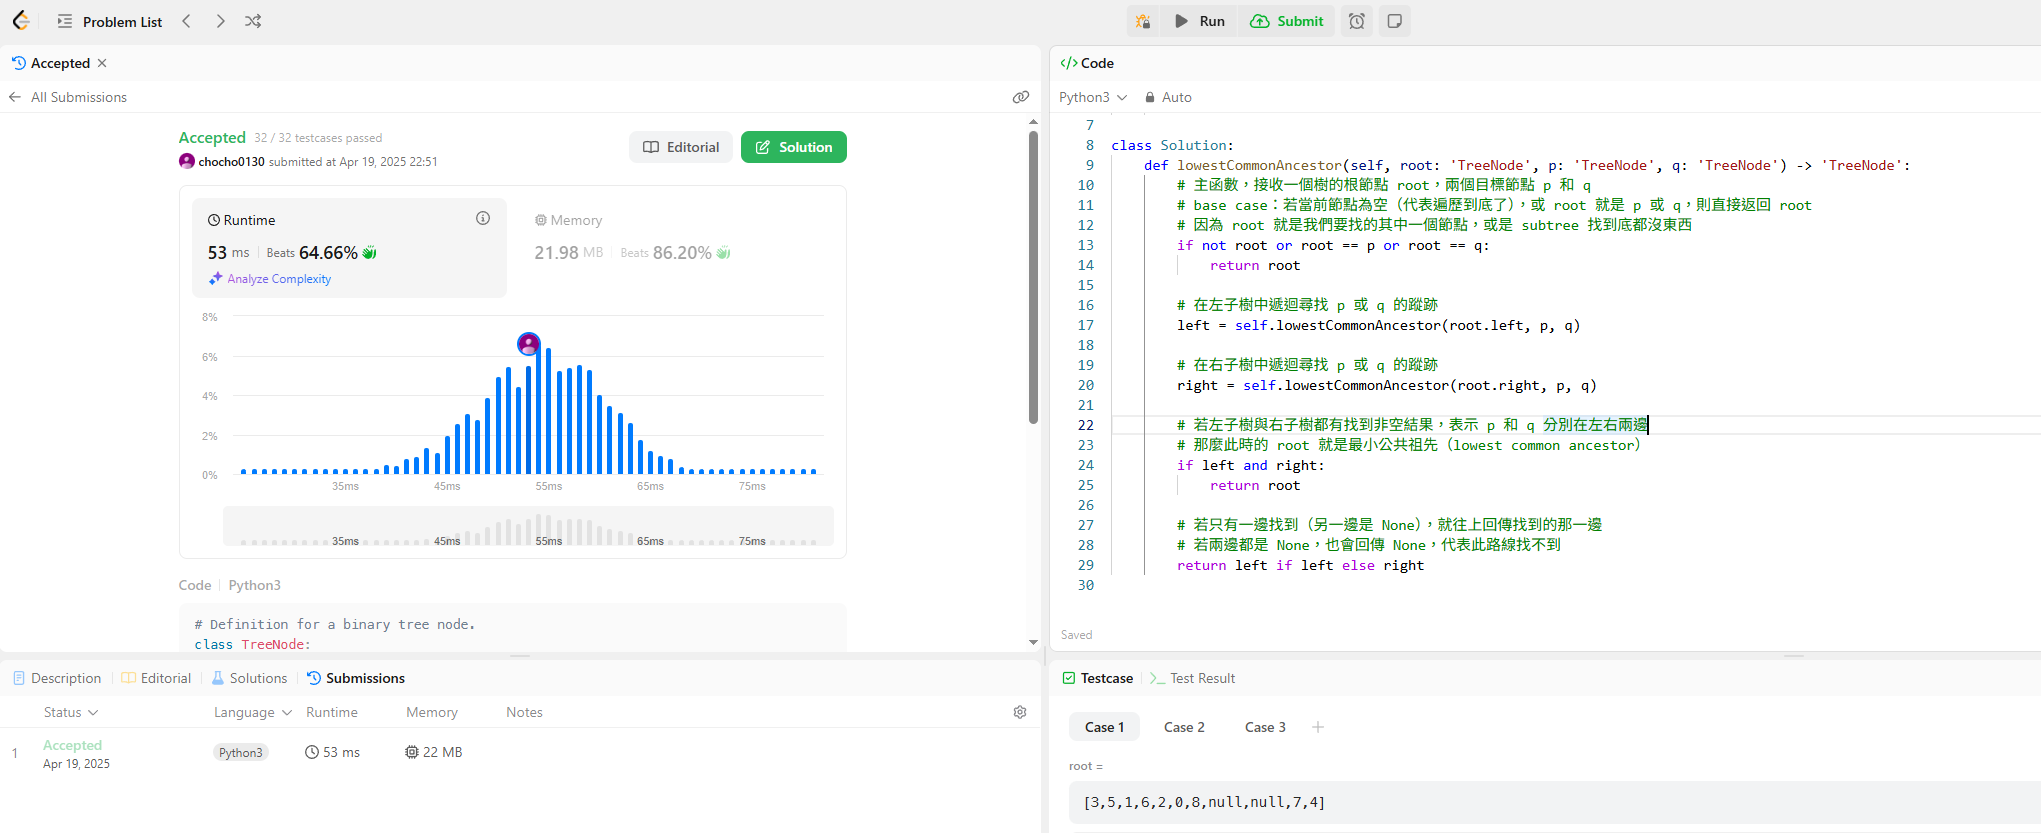 Problem List
Run
Submit
Accepted
All Submissions
Accepted 32 / 32 testcases passed
chocho0130 submitted at Apr 19, 2025 22:51
Editorial
Solution
Runtime
53 ms Beats 64.66%
Analyze Complexity
Memory
21.98 MB Beats 86.20%
8%
6%
4%
2%
0%
35ms 45ms 55ms 65ms 75ms
35ms 45ms 55ms 65ms 75ms
Code Python3
# Definition for a binary tree node.
class TreeNode:
Description Editorial Solutions Submissions
Status Language Runtime Memory Notes
1 Accepted Python3 53 ms 22 MB
Apr 19, 2025
</> Code
Python3 Auto
7
8 class Solution:
9 def lowestCommonAncestor(self, root: 'TreeNode', p: 'TreeNode', q: 'TreeNode') -> 'TreeNode':
10 # 主函數，接收一個樹的根節點 root，兩個目標節點 p 和 q
11 # base case：若當前節點為空（代表遍歷到底了），或 root 就是 p 或 q，則直接返回 root
12 # 因為 root 就是我們要找的其中一個節點，或是 subtree 找到底都沒東西
13 if not root or root == p or root == q:
14 return root
15
16 # 在左子樹中遞迴尋找 p 或 q 的蹤跡
17 left = self.lowestCommonAncestor(root.left, p, q)
18
19 # 在右子樹中遞迴尋找 p 或 q 的蹤跡
20 right = self.lowestCommonAncestor(root.right, p, q)
21
22 # 若左子樹與右子樹都有找到非空結果，表示 p 和 q 分別在左右兩邊
23 # 那麼此時的 root 就是最小公共祖先（lowest common ancestor）
24 if left and right:
25 return root
26
27 # 若只有一邊找到（另一邊是 None），就往上回傳找到的那一邊
28 # 若兩邊都是 None，也會回傳 None，代表此路線找不到
29 return left if left else right
30
Saved
Testcase Test Result
Case 1 Case 2 Case 3
root =
[3,5,1,6,2,0,8,null,null,7,4]